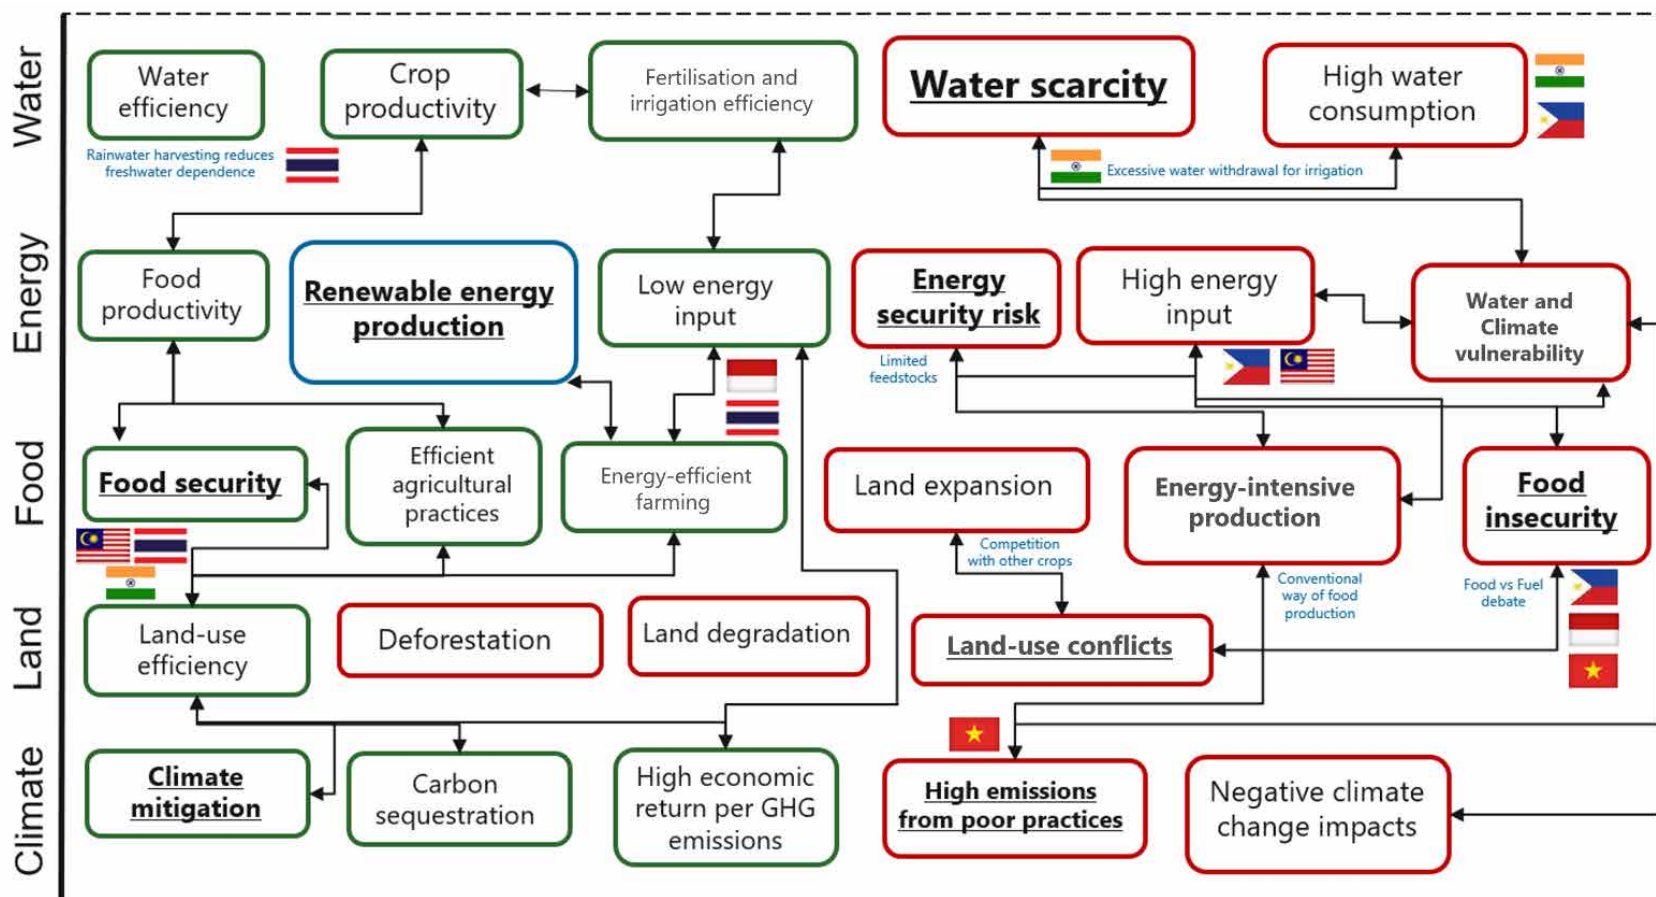 Water
Water
efficiency
Rainwater harvesting reduces
freshwater dependence
Crop
productivity
Fertilisation and
irrigation efficiency
Water scarcity
High water
consumption
Excessive water withdrawal for irrigation
Energy
Food
productivity
Renewable energy
production
Low energy
input
Energy
security risk
Limited
feedstocks
High energy
input
Water and
Climate
vulnerability
Food
Food security
Efficient
agricultural
practices
Energy-efficient
farming
Land expansion
Competition
with other crops
Energy-intensive
production
Conventional
way of food
production
Food
insecurity
Food vs Fuel
debate
Land
Land-use
efficiency
Deforestation
Land degradation
Land-use conflicts
Climate
Climate
mitigation
Carbon
sequestration
High economic
return per GHG
emissions
High emissions
from poor practices
Negative climate
change impacts